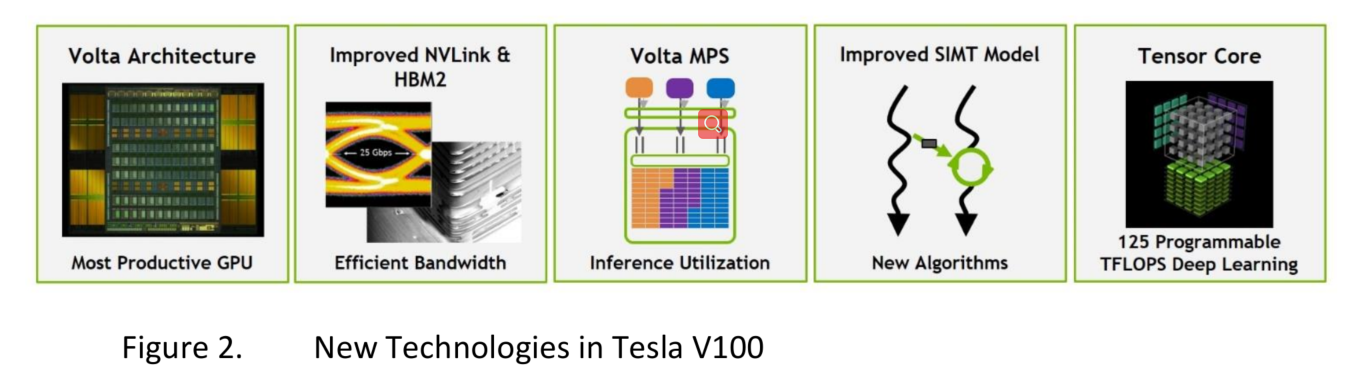 Volta Architecture
Most Productive GPU
Improved NVLink &
HBM2
25 Gbps
Efficient Bandwidth
Volta MPS
Inference Utilization
Improved SIMT Model
New Algorithms
Tensor Core
125 Programmable
TFLOPS Deep Learning
Figure 2. New Technologies in Tesla V100